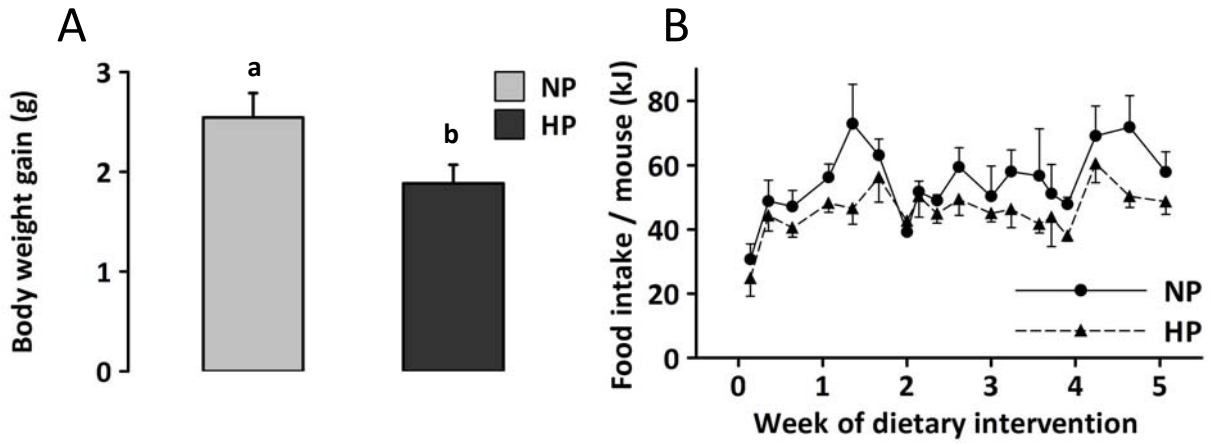 A
Body weight gain (g)
3
2
1
0
a
b
NP
HP
B
Food intake / mouse (kJ)
80
60
40
20
0
NP
HP
0 1 2 3 4 5
Week of dietary intervention